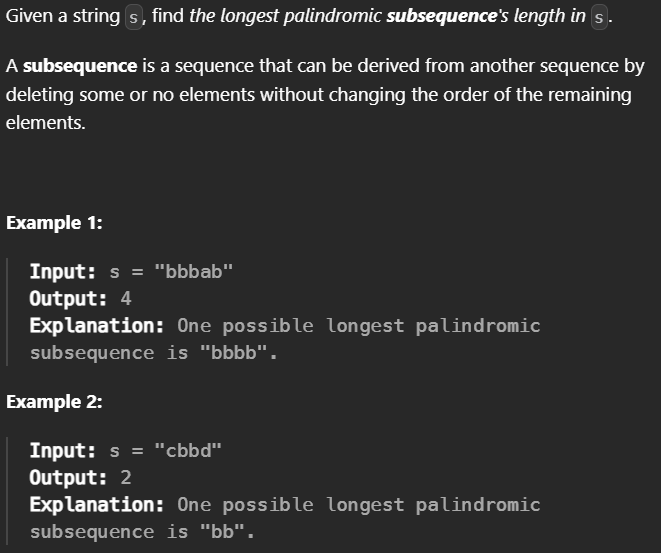 Given a string s, find the longest palindromic subsequence's length in s.
A subsequence is a sequence that can be derived from another sequence by
deleting some or no elements without changing the order of the remaining
elements.
Example 1:
Input: s = "bbbab"
Output: 4
Explanation: One possible longest palindromic
subsequence is "bbbb".
Example 2:
Input: s = "cbbd"
Output: 2
Explanation: One possible longest palindromic
subsequence is "bb".